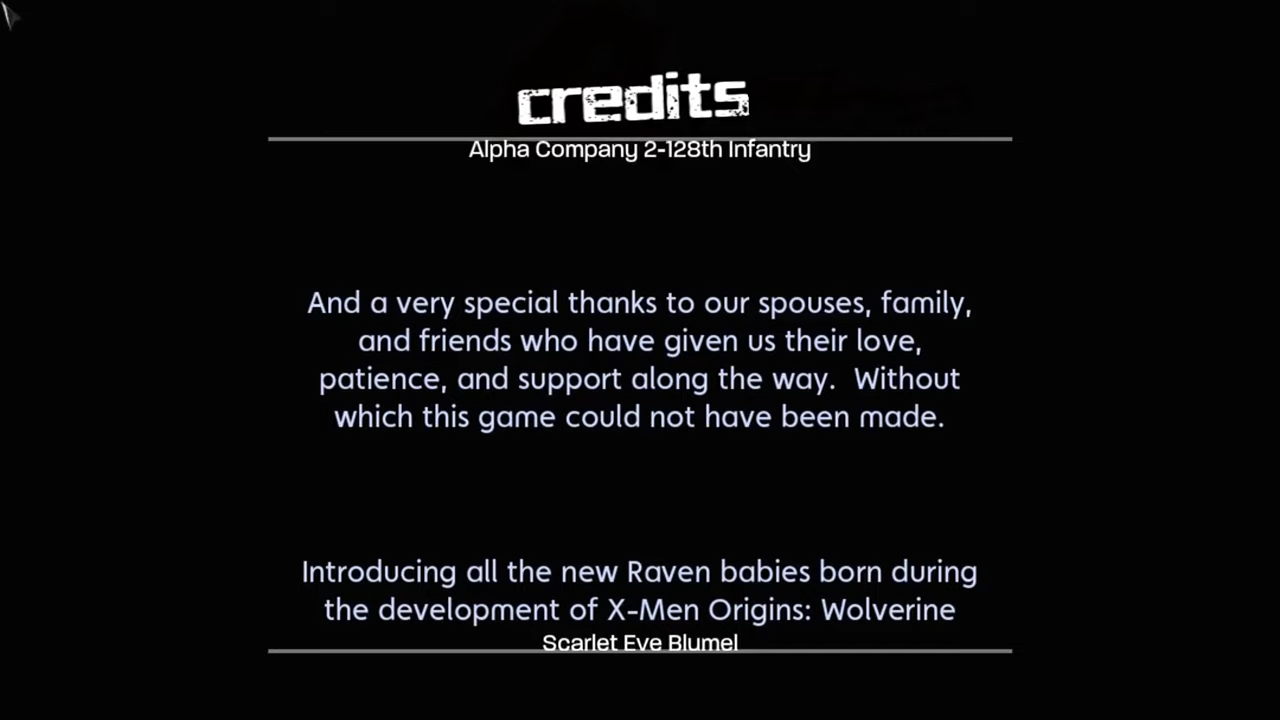 credits
Alpha Company 2-128th Infantry
And a very special thanks to our spouses, family,
and friends who have given us their love,
patience, and support along the way.  Without
which this game could not have been made.
Introducing all the new Raven babies born during
the development of X-Men Origins: Wolverine
Scarlet Eve Blumel